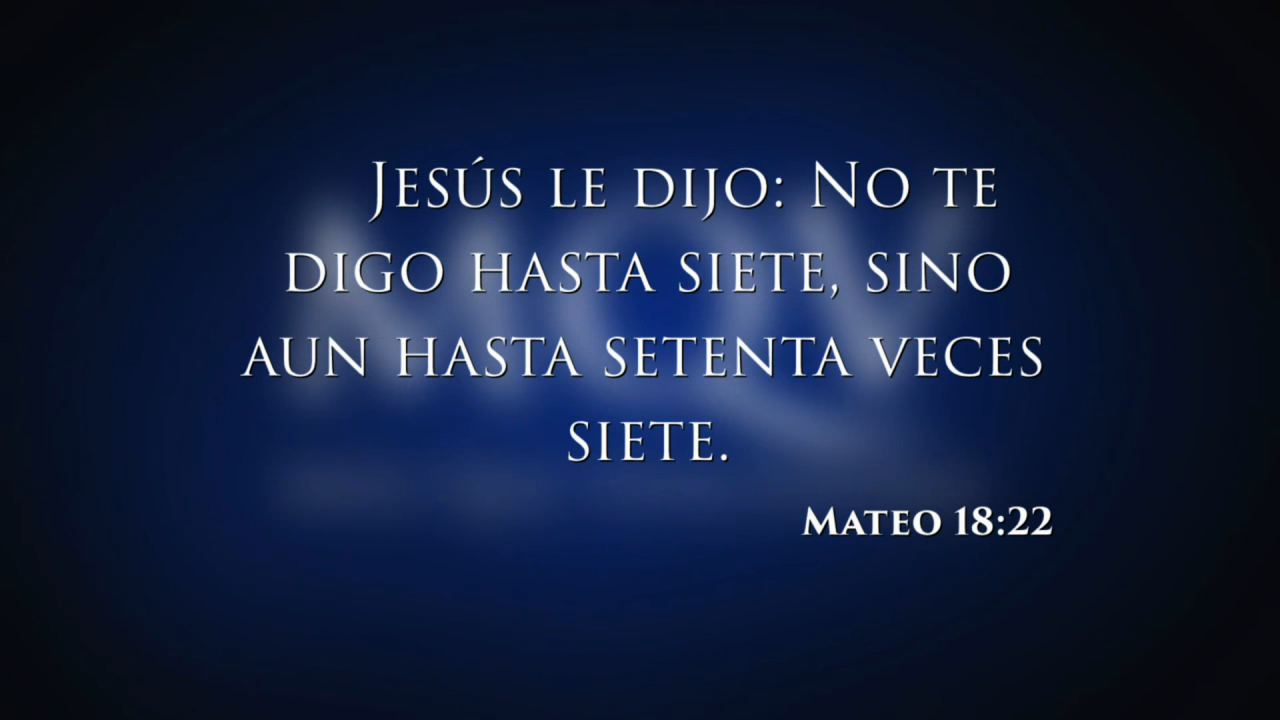 Jesús le dijo: No te
digo hasta siete, sino
aun hasta setenta veces
siete.
Mateo 18:22